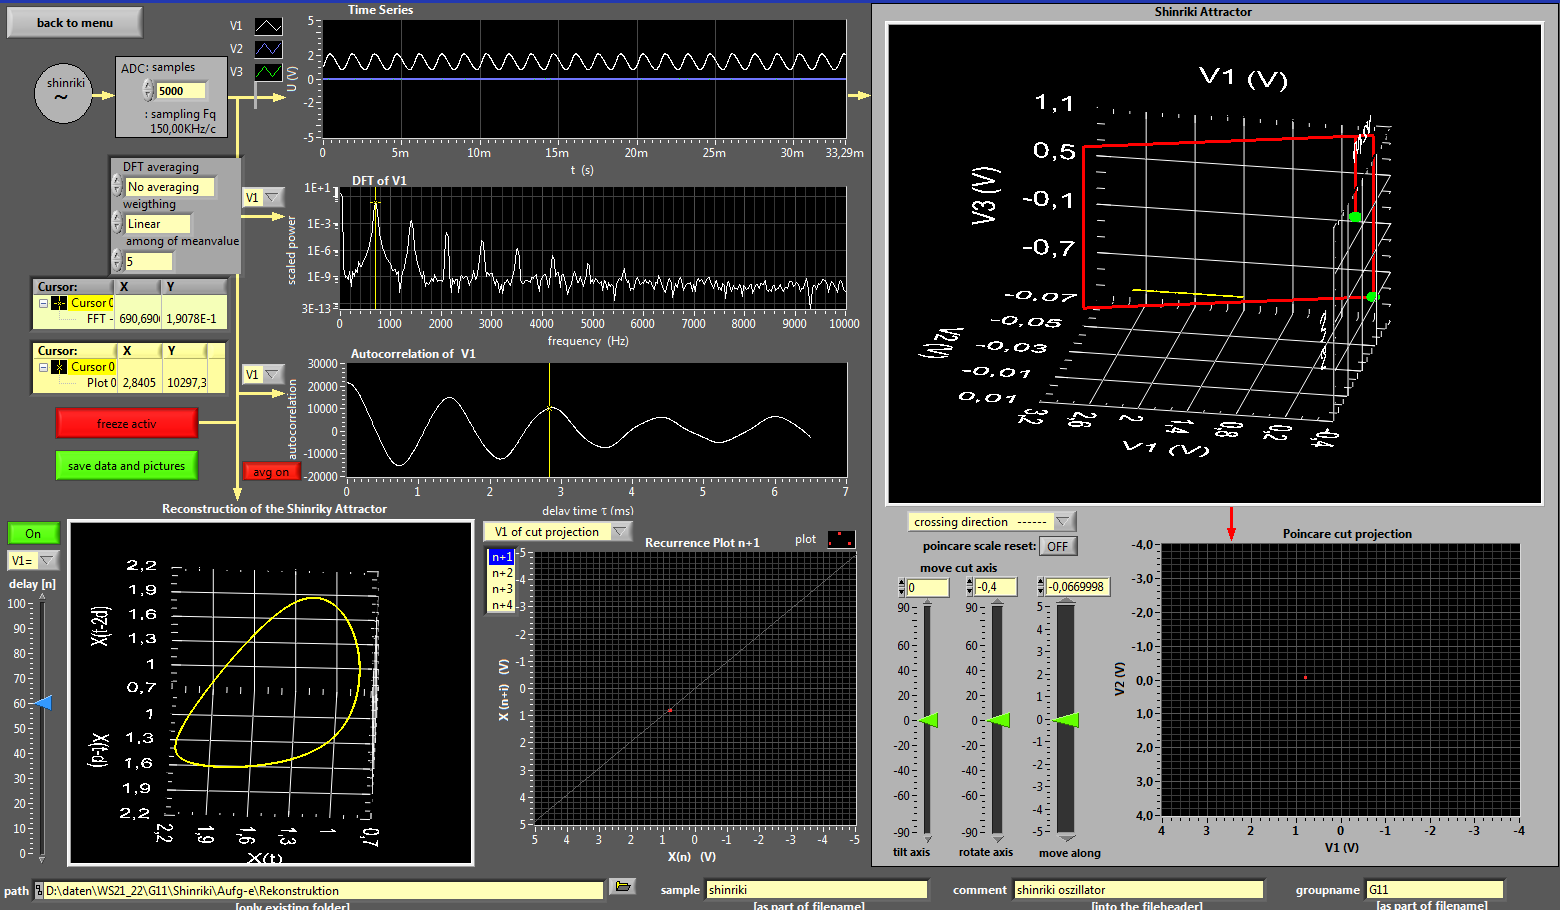 back to menu
shinriki
~
ADC: samples
5000
: sampling Fq
150,00KHz/c
DFT averaging
No averaging
weigthing
Linear
among of meanvalue
5
Cursor: X Y
Cursor 0
FFT - 690,690 1,9078E-1
Cursor: X Y
Cursor 0
Plot 0 2,8405 10297,3
freeze activ
save data and pictures
avg on
Time Series
V1
V2
V3
U (V)
5
2
0
-2
-5
0 5m 10m 15m 20m 25m 30m 33,29m
t (s)
V1
DFT of V1
scaled power
1E+1
1E-3
1E-6
1E-9
3E-13
0 1000 2000 3000 4000 5000 6000 7000 8000 9000 10000
frequency (Hz)
V1
Autocorrelation of V1
autocorrelation
30000
20000
10000
0
-10000
-20000
0 1 2 3 4 5 6 7
delay time τ (ms)
Reconstruction of the Shinriky Attractor
On
V1=
delay [n]
100
90
80
70
60
50
40
30
20
10
0
2,2
1,9
1,6
1,3
1
0,7
1
1,3
1,6
1,9
2,2
X(t-2d)
X(t-d)
2,2 1,9 1,6 1,3 1 0,7
X(t)
V1 of cut projection
n+1
n+2
n+3
n+4
Recurrence Plot n+1
plot
-5
-4
-3
-2
-1
0
1
2
3
4
5
X (n+i) (V)
5 4 3 2 1 0 -1 -2 -3 -4 -5
X(n) (V)
Shinriki Attractor
V1 (V)
1,1
0,5
-0,1
-0,7
V3 (V)
-0,07
-0,05
-0,03
-0,01
0,01
V2(V)
3,2 2,6 2 1,4 0,8 0,2 -0,4
V1 (V)
crossing direction ------
poincare scale reset: OFF
move cut axis
0 -0,4 -0,0669998
90
60
40
20
0
-20
-40
-60
-90
tilt axis
90
60
40
20
0
-20
-40
-60
-90
rotate axis
5
4
3
2
1
0
-1
-2
-3
-4
-5
move along
Poincare cut projection
-4,0
-3,0
-2,0
-1,0
0,0
1,0
2,0
3,0
4,0
V2 (V)
4 3 2 1 0 -1 -2 -3 -4
V1 (V)
path D:\daten\WS21_22\G11\Shinriki\Aufg-e\Rekonstruktion
[only existing folder]
sample shinriki
[as part of filename]
comment shinriki oszillator
[into the fileheader]
groupname G11
[as part of filename]